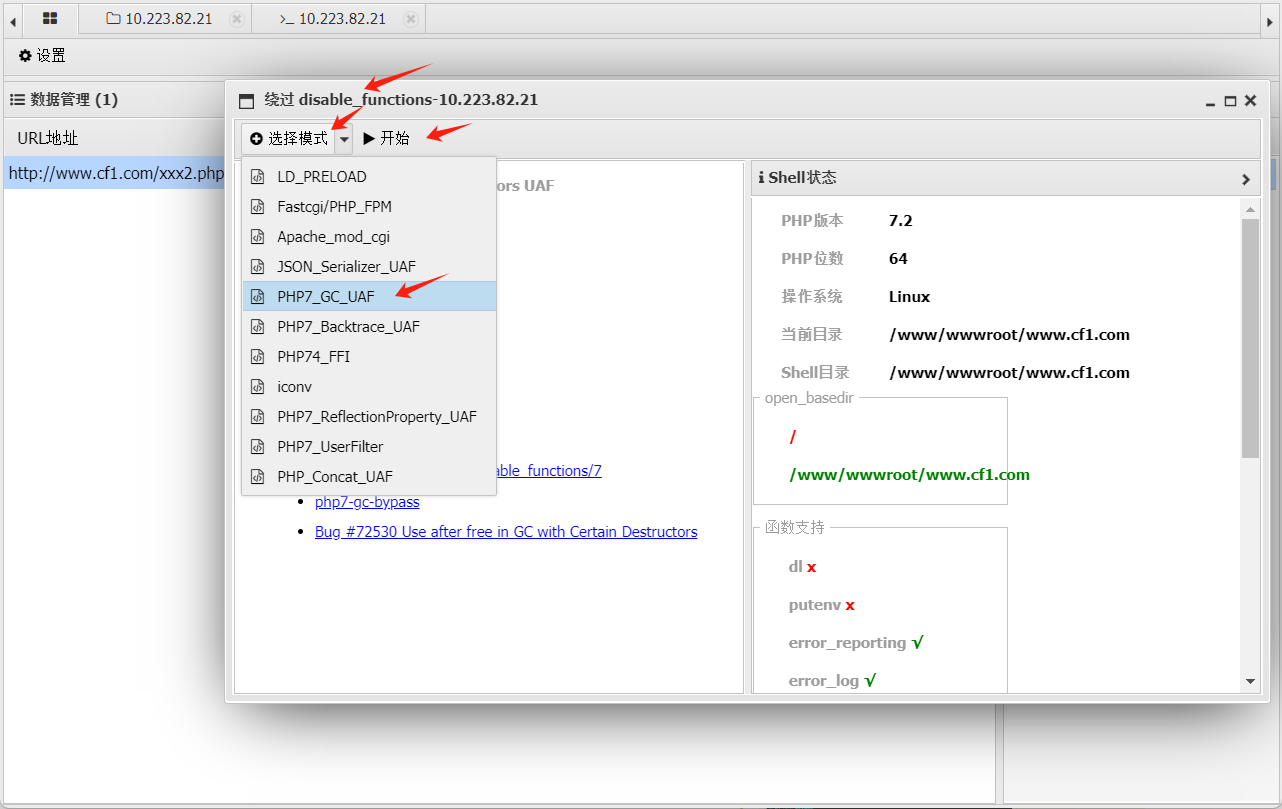 10.223.82.21
>_ 10.223.82.21
设置
数据管理 (1)
URL地址
http://www.cf1.com/xxx2.php
绕过 disable_functions-10.223.82.21
选择模式
开始
LD_PRELOAD
Fastcgi/PHP_FPM
Apache_mod_cgi
JSON_Serializer_UAF
PHP7_GC_UAF
PHP7_Backtrace_UAF
PHP74_FFI
iconv
PHP7_ReflectionProperty_UAF
PHP7_UserFilter
PHP_Concat_UAF
ors UAF
able_functions/7
php7-gc-bypass
Bug #72530 Use after free in GC with Certain Destructors
Shell状态
PHP版本 7.2
PHP位数 64
操作系统 Linux
当前目录 /www/wwwroot/www.cf1.com
Shell目录 /www/wwwroot/www.cf1.com
open_basedir
/
/www/wwwroot/www.cf1.com
函数支持
dl x
putenv x
error_reporting √
error_log √